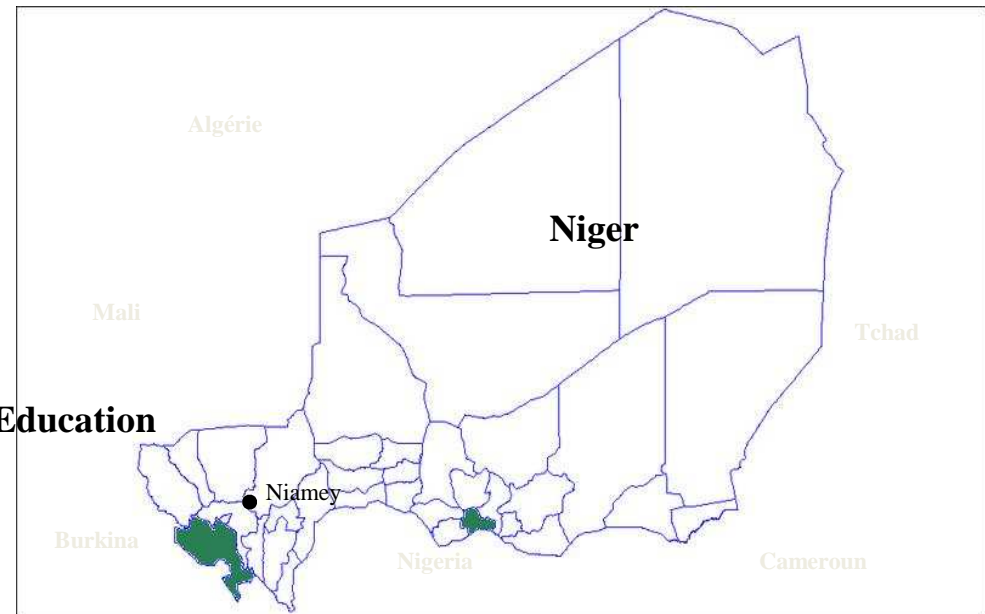 Algérie
Niger
Mali
Tchad
Education
Niamey
Burkina
Nigeria
Cameroun